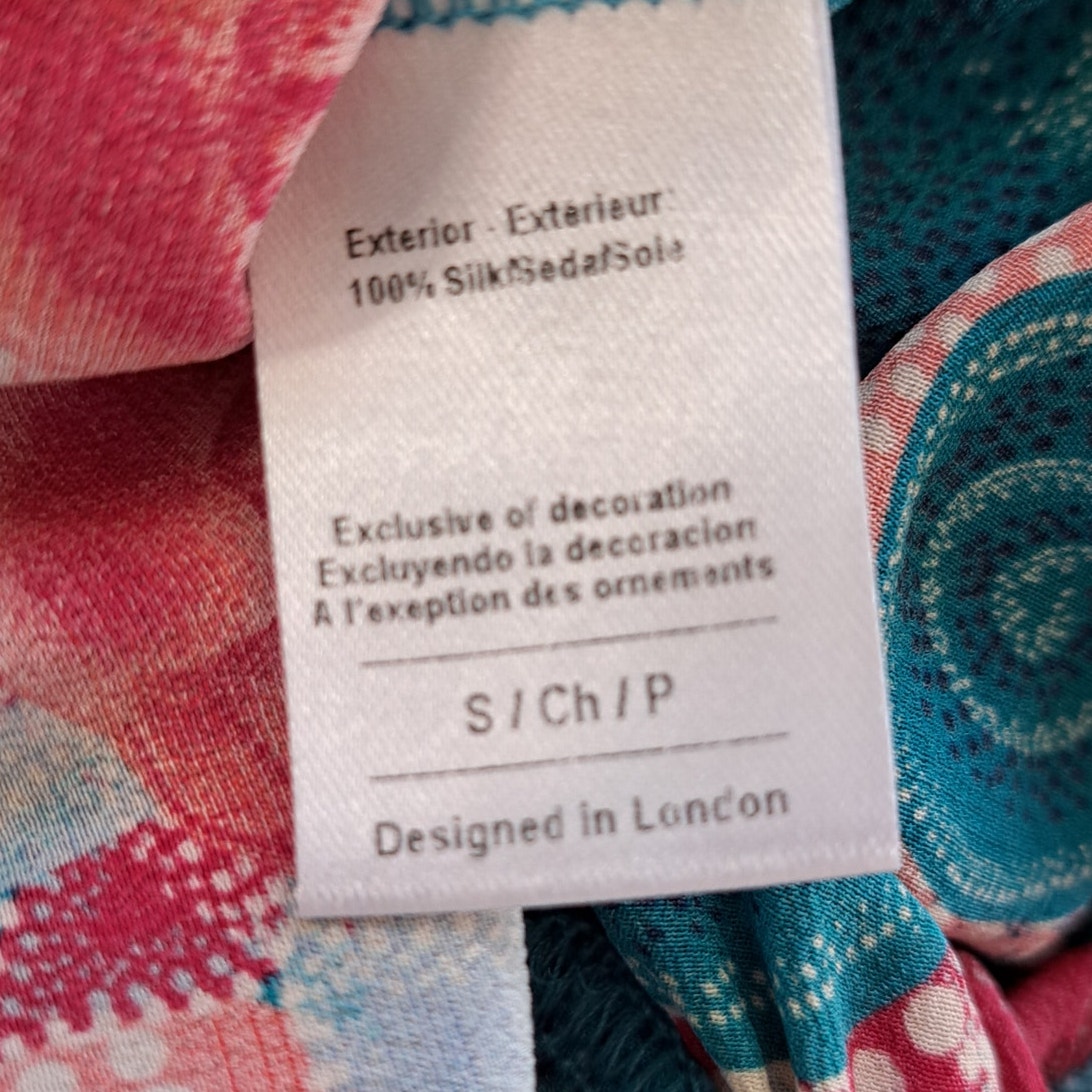 Exterior - Extérieur
100% Silk/Seda/Soie
Exclusive of decoration
Excluyendo la decoracion
A l'exeption des ornements
S / Ch / P
Designed in London